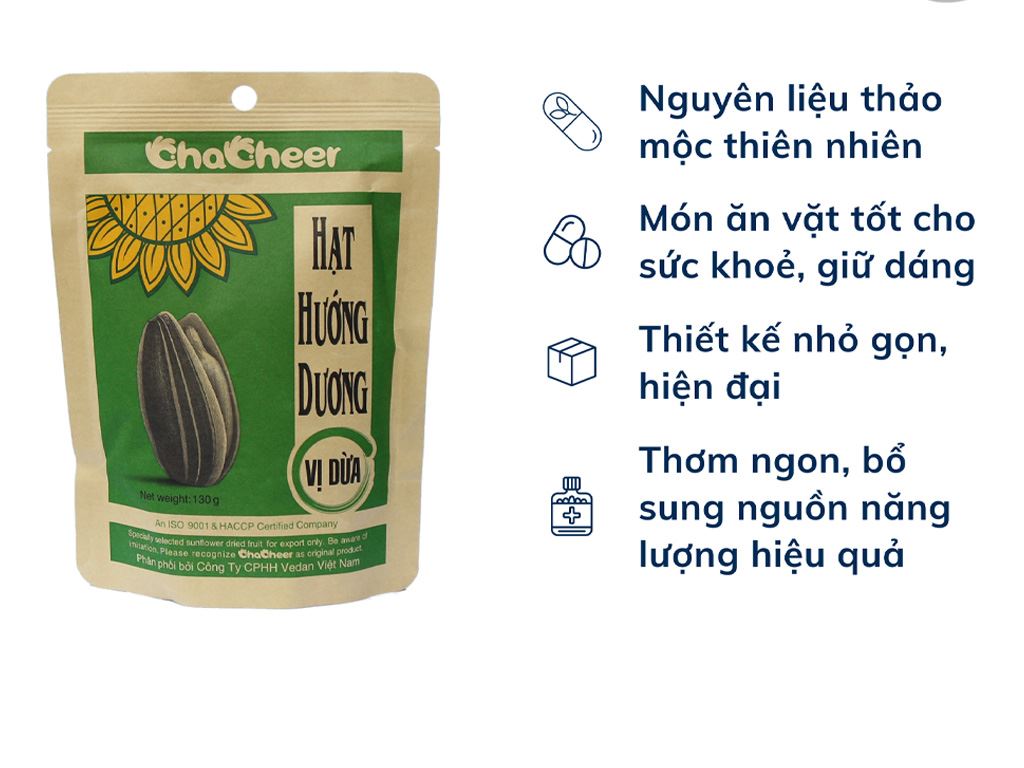 ChaCheer
HẠT
HƯỚNG
DƯƠNG
VỊ DỪA
Net weight: 130 g
An ISO 9001 & HACCP Certified Company
Specially selected sunflower dried fruit for export only. Be aware of
imitation. Please recognize ChaCheer as original product.
Phân phối bởi Công Ty CPHH Vedan Việt Nam
Nguyên liệu thảo
mộc thiên nhiên
Món ăn vặt tốt cho
sức khoẻ, giữ dáng
Thiết kế nhỏ gọn,
hiện đại
Thơm ngon, bổ
sung nguồn năng
lượng hiệu quả